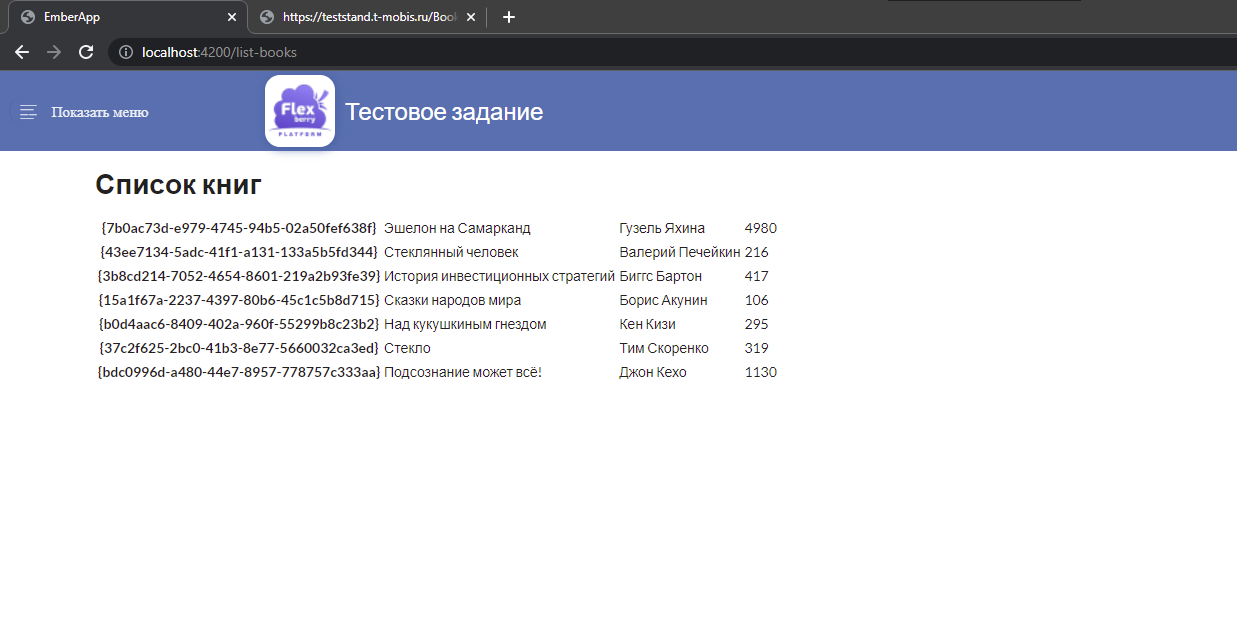 EmberApp
https://teststand.t-mobis.ru/Book
localhost:4200/list-books
Показать меню
Flex
berry
PLATFORM
Тестовое задание
Список книг
{7b0ac73d-e979-4745-94b5-02a50fef638f} Эшелон на Самарканд Гузель Яхина 4980
{43ee7134-5adc-41f1-a131-133a5b5fd344} Стеклянный человек Валерий Печейкин 216
{3b8cd214-7052-4654-8601-219a2b93fe39} История инвестиционных стратегий Биггс Бартон 417
{15a1f67a-2237-4397-80b6-45c1c5b8d715} Сказки народов мира Борис Акунин 106
{b0d4aac6-8409-402a-960f-55299b8c23b2} Над кукушкиным гнездом Кен Кизи 295
{37c2f625-2bc0-41b3-8e77-5660032ca3ed} Стекло Тим Скоренко 319
{bdc0996d-a480-44e7-8957-778757c333aa} Подсознание может всё! Джон Кехо 1130